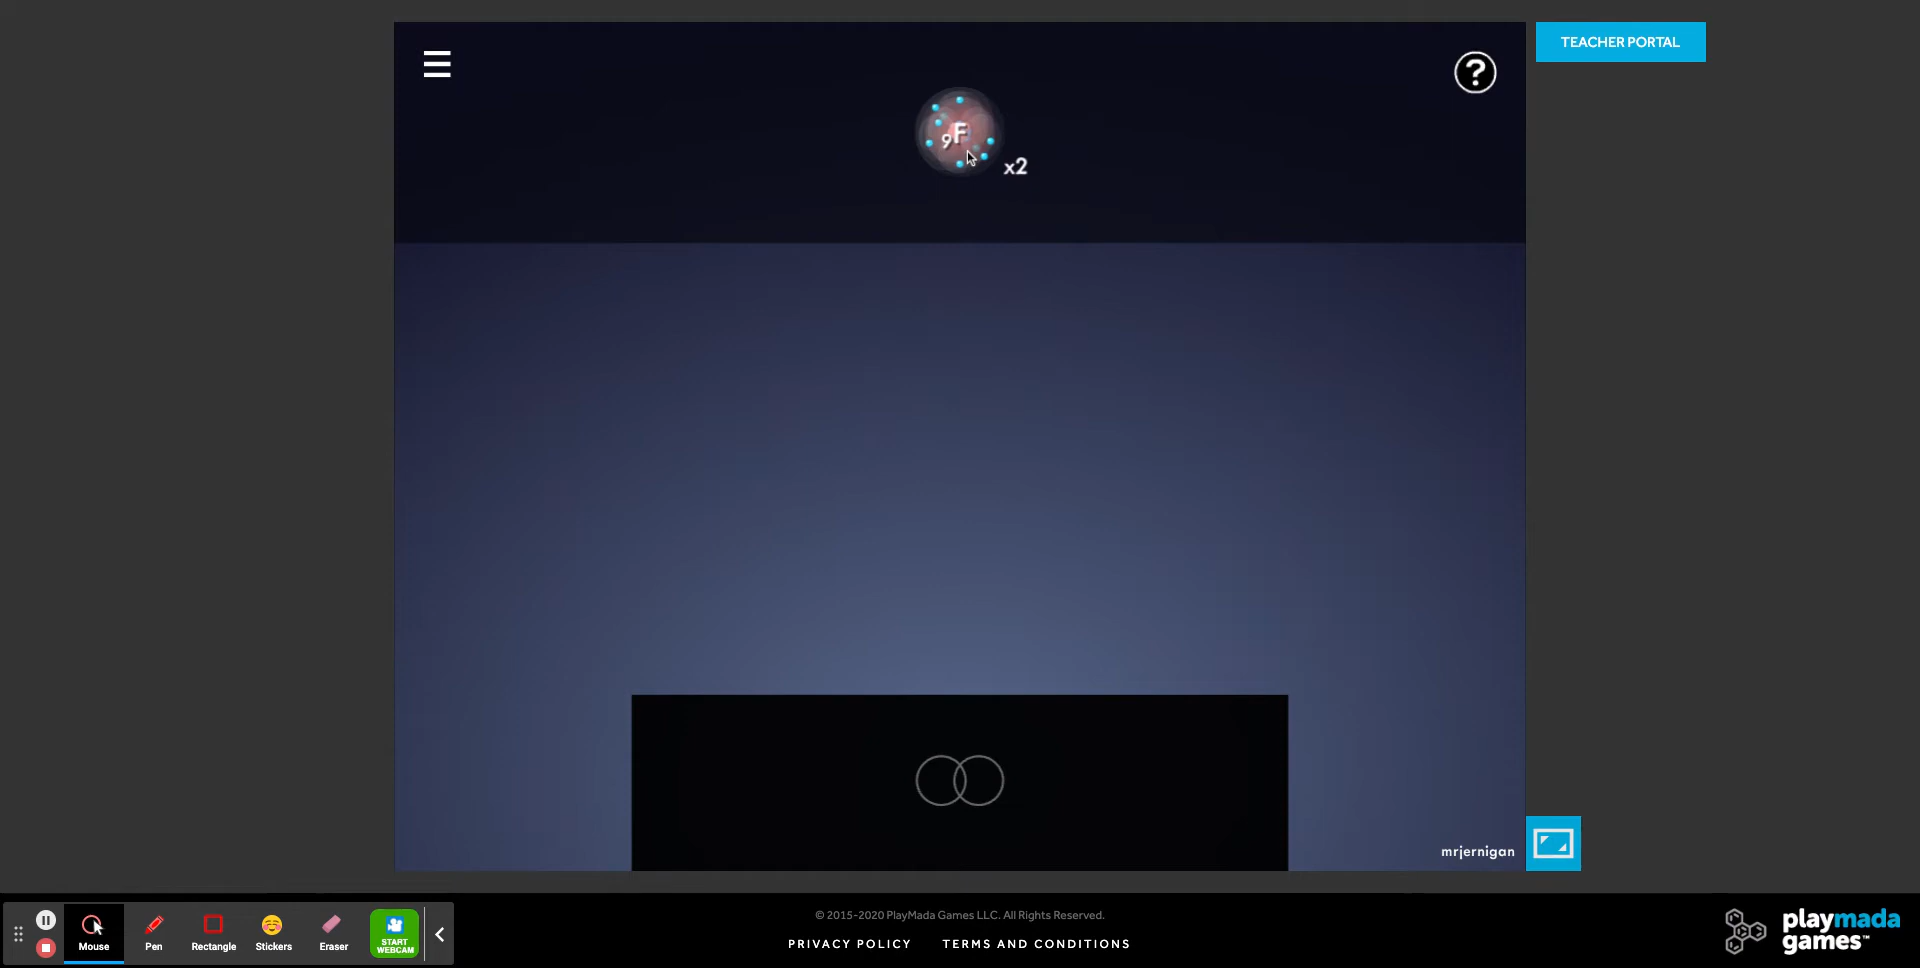 TEACHER PORTAL
?
9F
x2
mrjernigan
© 2015-2020 PlayMada Games LLC. All Rights Reserved.
PRIVACY POLICY TERMS AND CONDITIONS
Mouse
Pen
Rectangle
Stickers
Eraser
START
WEBCAM
playmada
games™